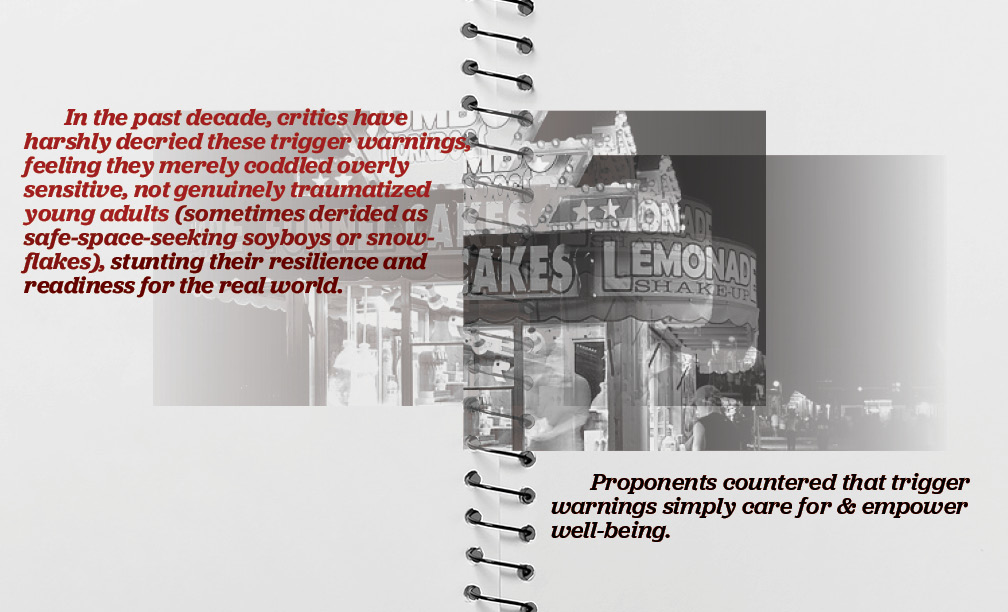 In the past decade, critics have
harshly decried these trigger warnings,
feeling they merely coddled overly
sensitive, not genuinely traumatized
young adults (sometimes derided as
safe-space-seeking soyboys or snow-
flakes), stunting their resilience and
readiness for the real world.
CAKES
LEMONADE
SHAKE-UP
Proponents countered that trigger
warnings simply care for & empower
well-being.